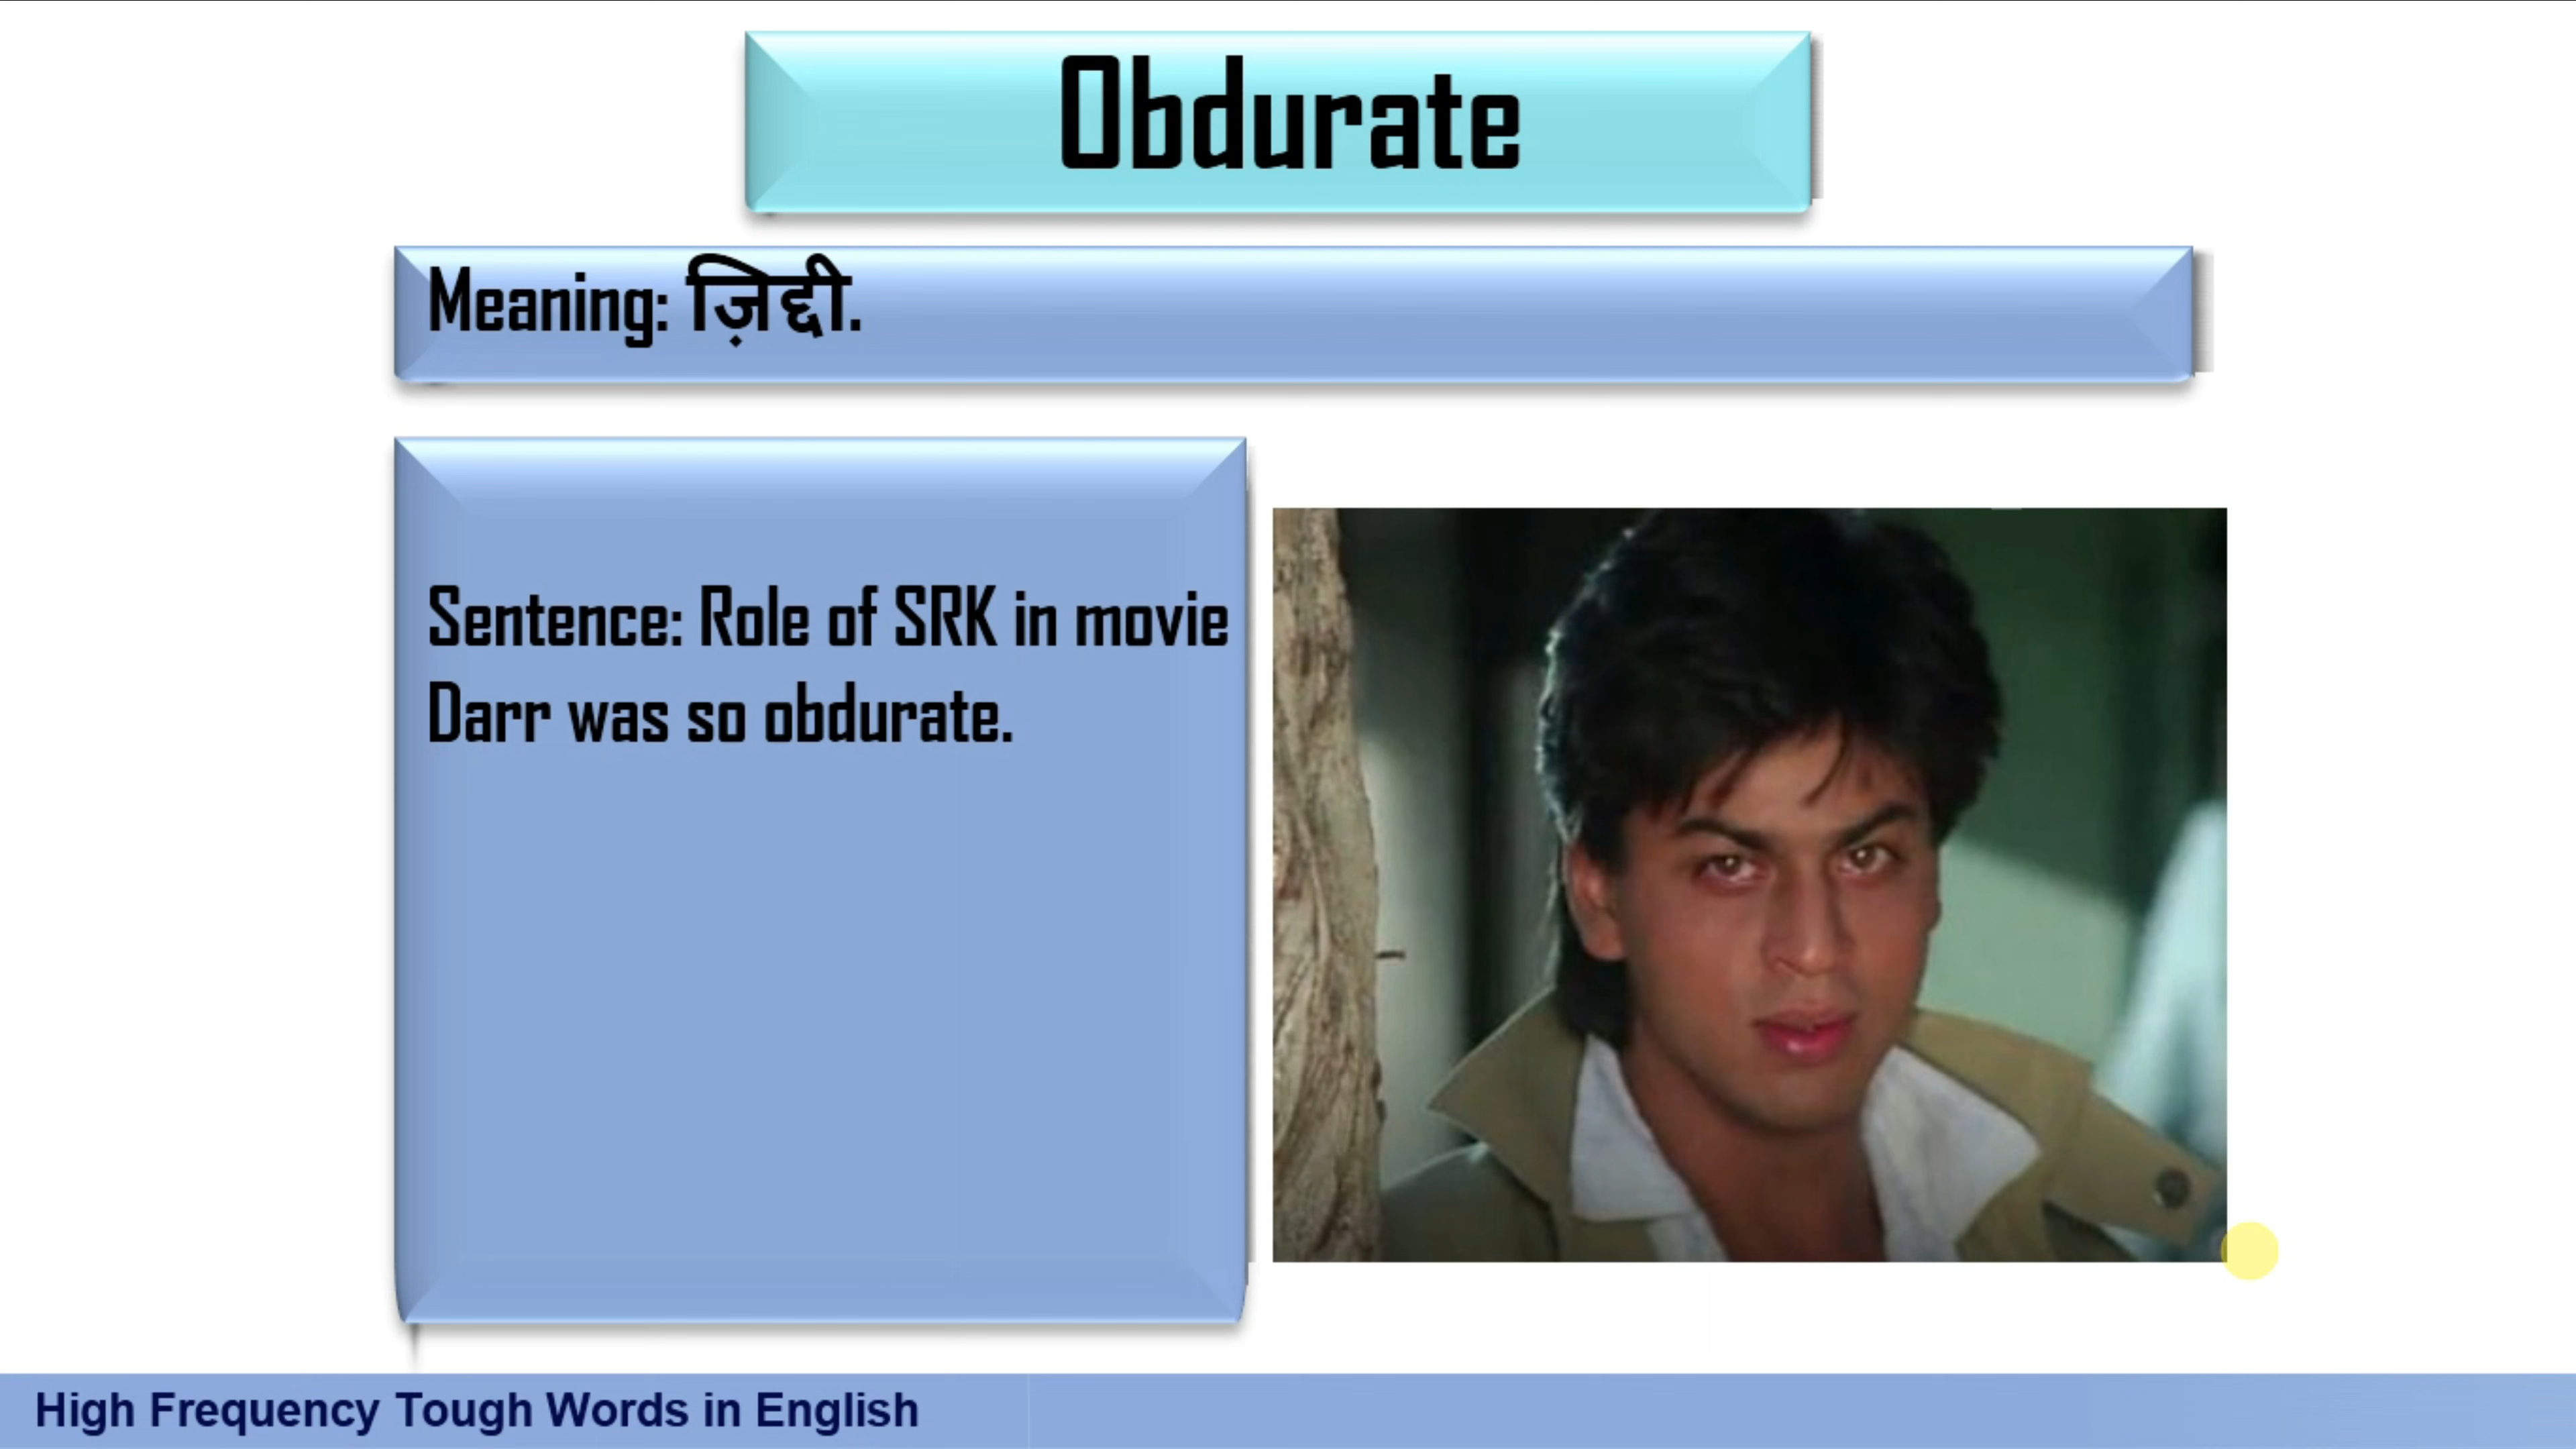 Obdurate
Meaning: ज़िद्दी.
Sentence: Role of SRK in movie
Darr was so obdurate.
High Frequency Tough Words in English